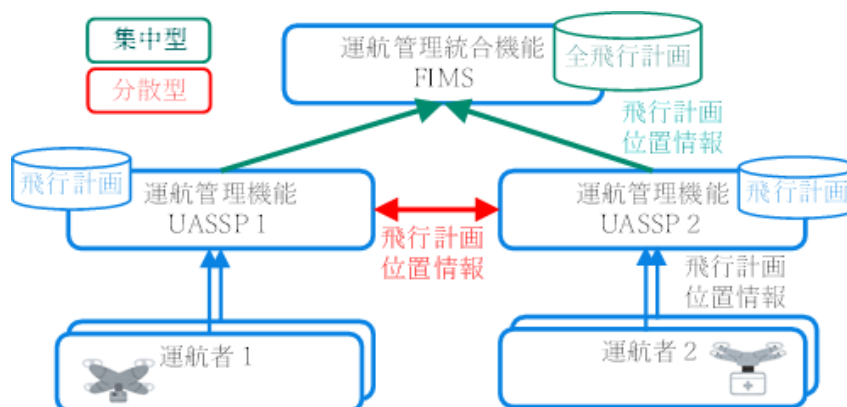 集中型
分散型
運航管理統合機能
FIMS
全飛行計画
飛行計画
位置情報
飛行計画
運航管理機能
UASSP 1
運航管理機能
UASSP 2
飛行計画
飛行計画
位置情報
飛行計画
位置情報
運航者 1
運航者 2